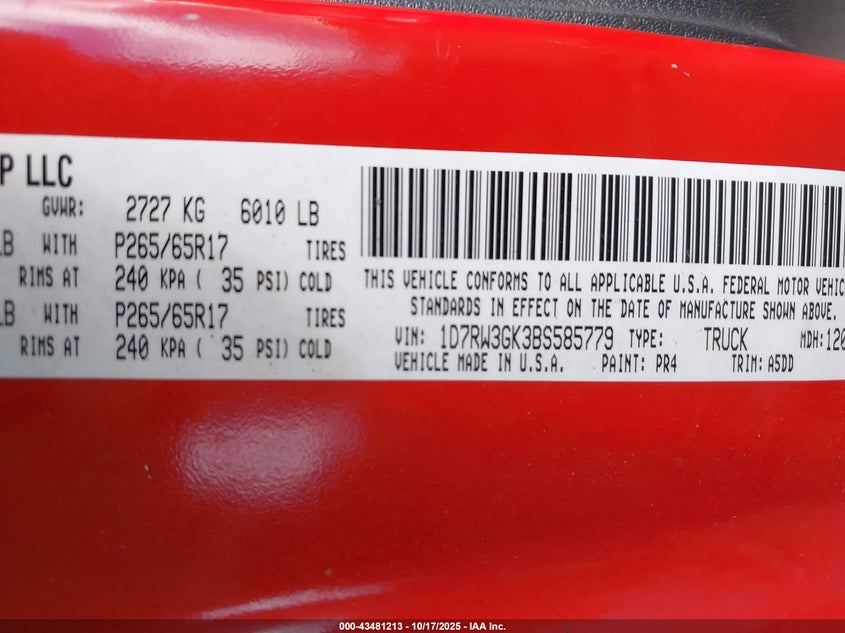 P LLC
GVWR: 2727 KG 6010 LB
LB WITH P265/65R17 TIRES
RIMS AT 240 KPA ( 35 PSI) COLD
LB WITH P265/65R17 TIRES
RIMS AT 240 KPA ( 35 PSI) COLD
THIS VEHICLE CONFORMS TO ALL APPLICABLE U.S.A. FEDERAL MOTOR VEHIC
STANDARDS IN EFFECT ON THE DATE OF MANUFACTURE SHOWN ABOVE.
VIN: 1D7RW3GK3BS585779 TYPE: TRUCK MDH: 120
VEHICLE MADE IN U.S.A. PAINT: PR4 TRIM: A5DD
000-43481213 - 10/17/2025 - IAA Inc.